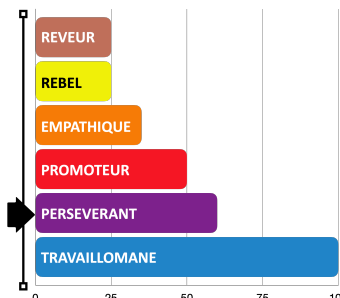 REVEUR
REBEL
EMPATHIQUE
PROMOTEUR
PERSEVERANT
TRAVAILLOMANE
0 25 50 75